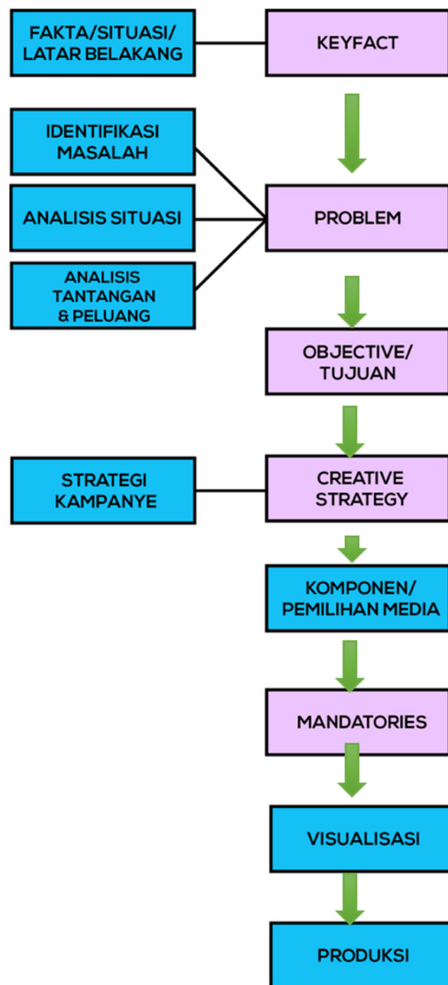 FAKTA/SITUASI/
LATAR BELAKANG
KEYFACT
IDENTIFIKASI
MASALAH
ANALISIS SITUASI
ANALISIS
TANTANGAN
& PELUANG
PROBLEM
OBJECTIVE/
TUJUAN
STRATEGI
KAMPANYE
CREATIVE
STRATEGY
KOMPONEN/
PEMILIHAN MEDIA
MANDATORIES
VISUALISASI
PRODUKSI